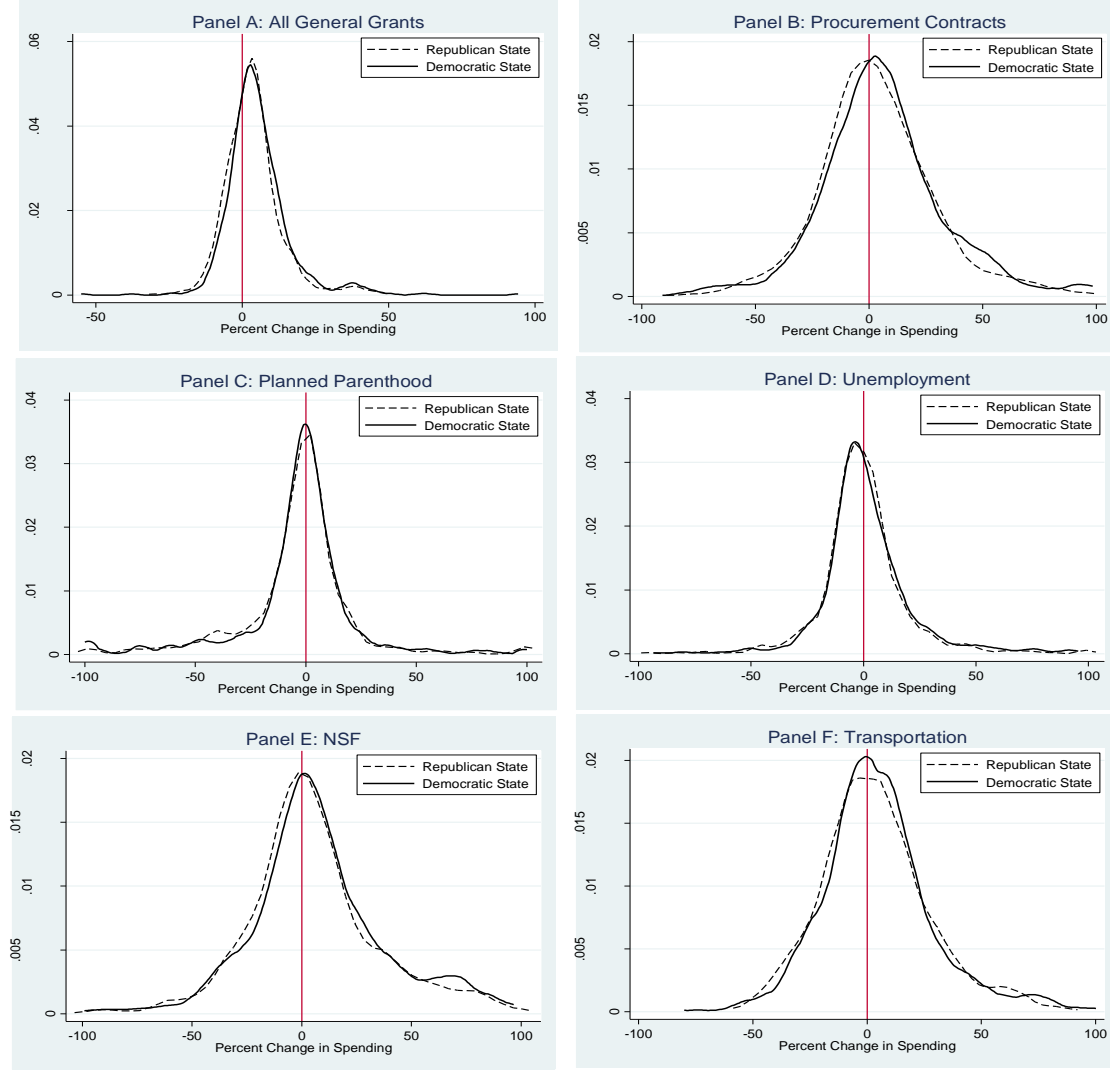 Panel A: All General Grants
.06
.04
.02
0
Republican State
Democratic State
-50
0
50
100
Percent Change in Spending
Panel B: Procurement Contracts
.02
.015
.01
.005
0
Republican State
Democratic State
-100
-50
0
50
100
Percent Change in Spending
Panel C: Planned Parenthood
.04
.03
.02
.01
0
Republican State
Democratic State
-100
-50
0
50
100
Percent Change in Spending
Panel D: Unemployment
.04
.03
.02
.01
0
Republican State
Democratic State
-100
-50
0
50
100
Percent Change in Spending
Panel E: NSF
.02
.015
.01
.005
0
Republican State
Democratic State
-100
-50
0
50
100
Percent Change in Spending
Panel F: Transportation
.02
.015
.01
.005
0
Republican State
Democratic State
-100
-50
0
50
100
Percent Change in Spending